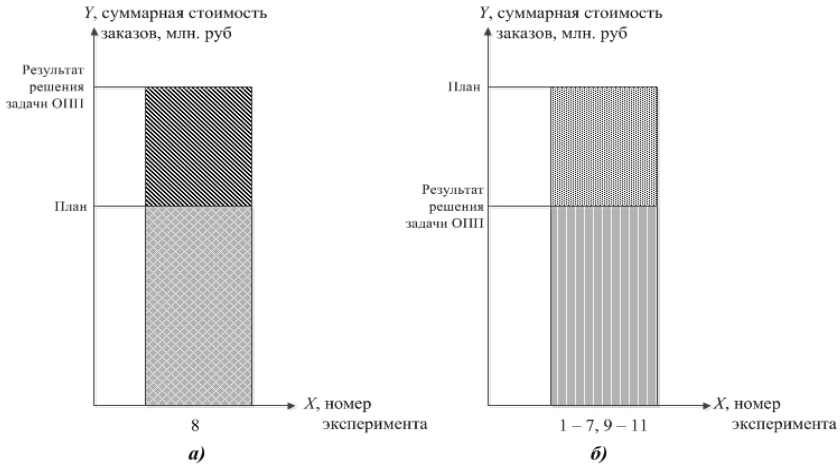 Y, суммарная стоимость
заказов, млн. руб
Результат
решения
задачи ОПП
План
X, номер
эксперимента
8
а)
Y, суммарная стоимость
заказов, млн. руб
План
Результат
решения
задачи ОПП
X, номер
эксперимента
1 – 7, 9 – 11
б)